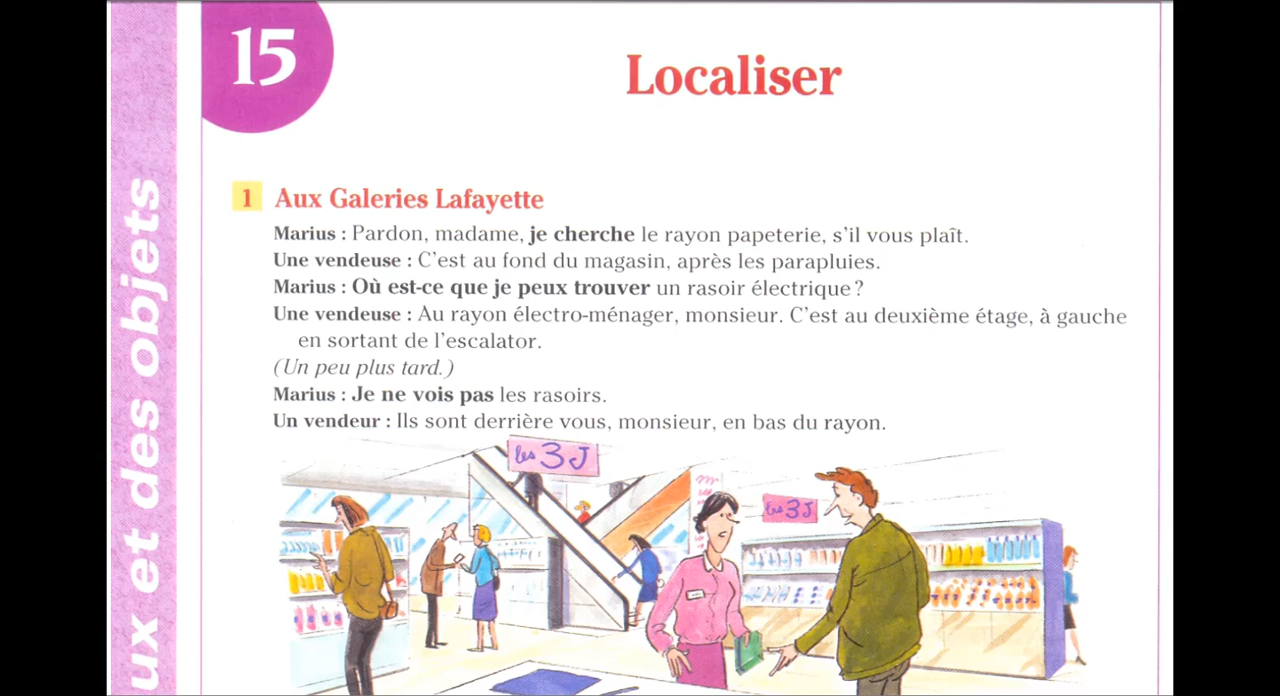 15
Localiser
ux et des objets
1 Aux Galeries Lafayette
Marius : Pardon, madame, je cherche le rayon papeterie, s'il vous plaît.
Une vendeuse : C'est au fond du magasin, après les parapluies.
Marius : Où est-ce que je peux trouver un rasoir électrique ?
Une vendeuse : Au rayon électro-ménager, monsieur. C'est au deuxième étage, à gauche
en sortant de l'escalator.
(Un peu plus tard.)
Marius : Je ne vois pas les rasoirs.
Un vendeur : Ils sont derrière vous, monsieur, en bas du rayon.
les 3J
les 3J